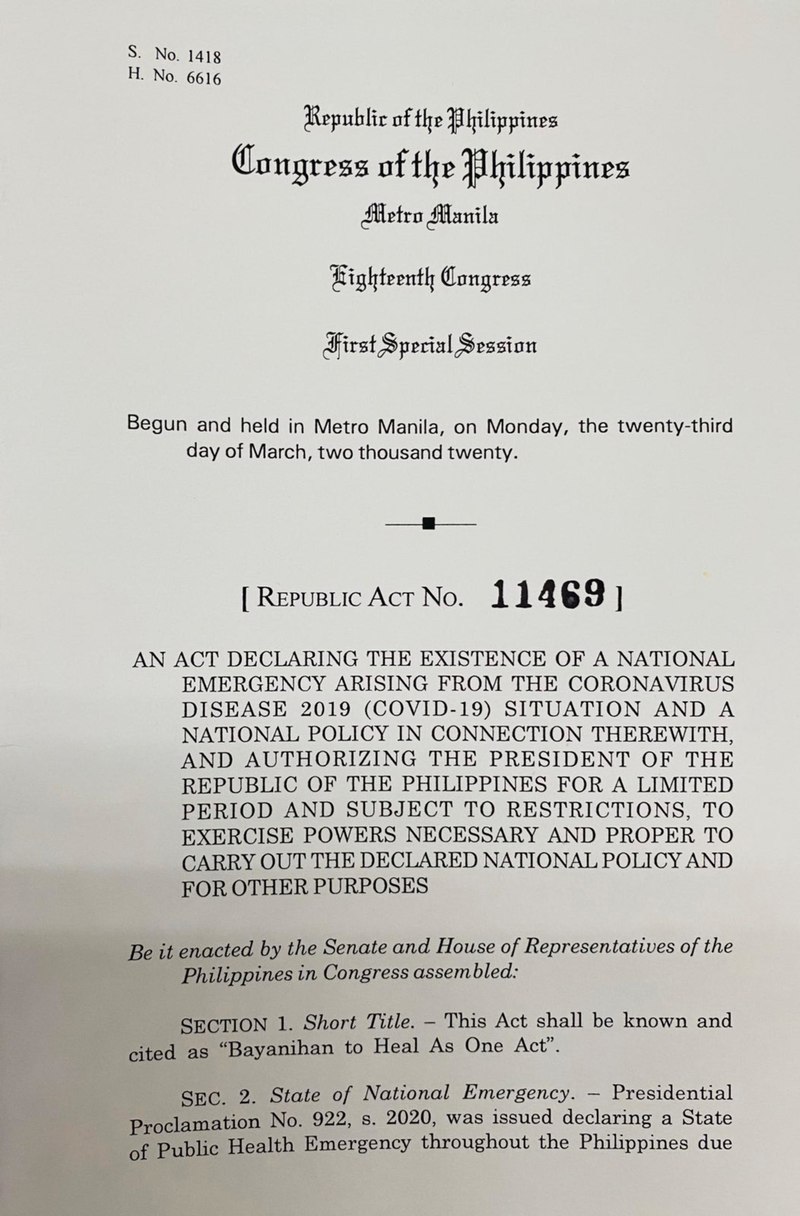 S. No. 1418
H. No. 6616
Republic of the Philippines
Congress of the Philippines
Metro Manila
Eighteenth Congress
First Special Session
Begun and held in Metro Manila, on Monday, the twenty-third
day of March, two thousand twenty.
[ REPUBLIC ACT NO. 11469 ]
AN ACT DECLARING THE EXISTENCE OF A NATIONAL
EMERGENCY ARISING FROM THE CORONAVIRUS
DISEASE 2019 (COVID-19) SITUATION AND A
NATIONAL POLICY IN CONNECTION THEREWITH,
AND AUTHORIZING THE PRESIDENT OF THE
REPUBLIC OF THE PHILIPPINES FOR A LIMITED
PERIOD AND SUBJECT TO RESTRICTIONS, TO
EXERCISE POWERS NECESSARY AND PROPER TO
CARRY OUT THE DECLARED NATIONAL POLICY AND
FOR OTHER PURPOSES
Be it enacted by the Senate and House of Representatives of the
Philippines in Congress assembled:
SECTION 1. Short Title. – This Act shall be known and
cited as “Bayanihan to Heal As One Act”.
SEC. 2. State of National Emergency. – Presidential
Proclamation No. 922, s. 2020, was issued declaring a State
of Public Health Emergency throughout the Philippines due